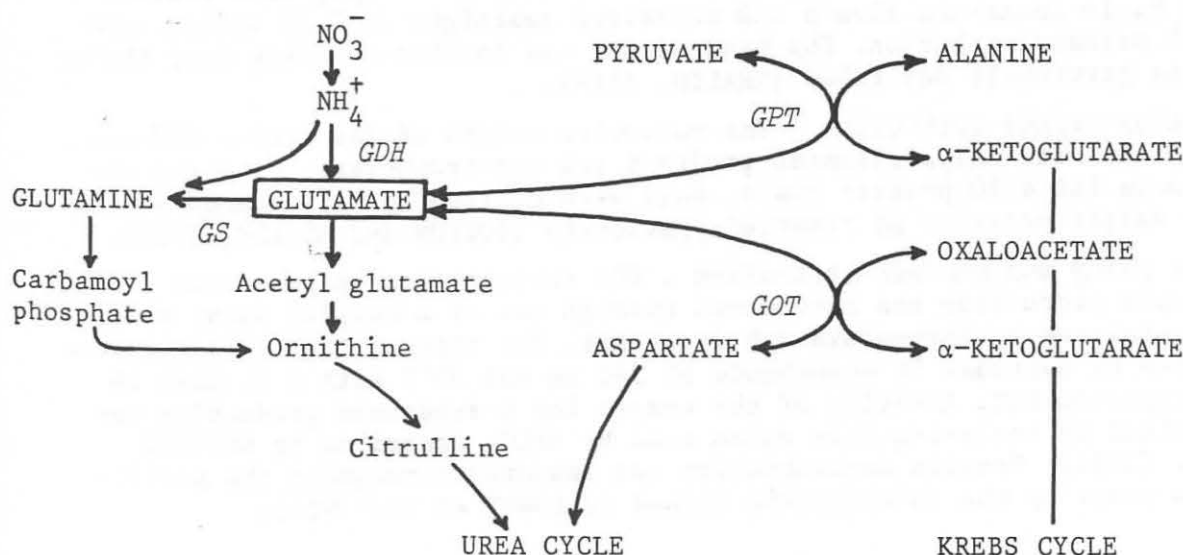 NO3-
PYRUVATE ALANINE
NH4+
GPT
GDH
α-KETOGLUTARATE
GLUTAMINE GLUTAMATE
GS
OXALOACETATE
Carbamoyl
phosphate
Acetyl glutamate
GOT
Ornithine
ASPARTATE α-KETOGLUTARATE
Citrulline
UREA CYCLE KREBS CYCLE